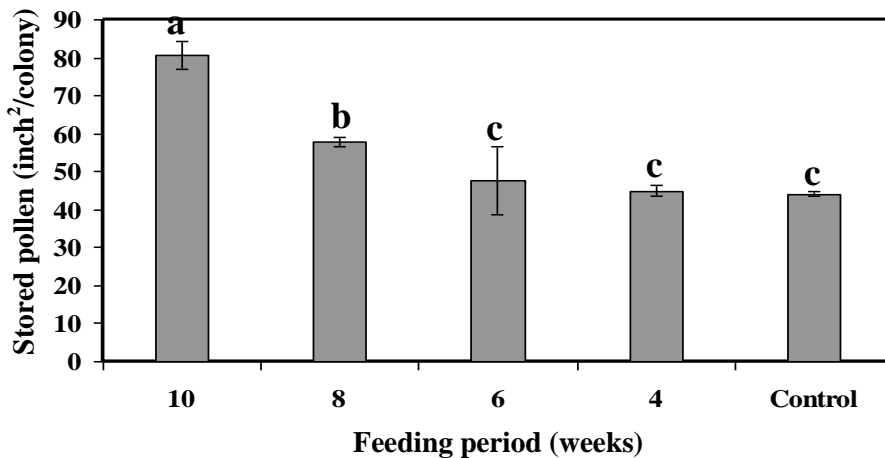 Stored pollen (inch²/colony)
90
80
70
60
50
40
30
20
10
0
a
b
c
c
c
10 8 6 4 Control
Feeding period (weeks)